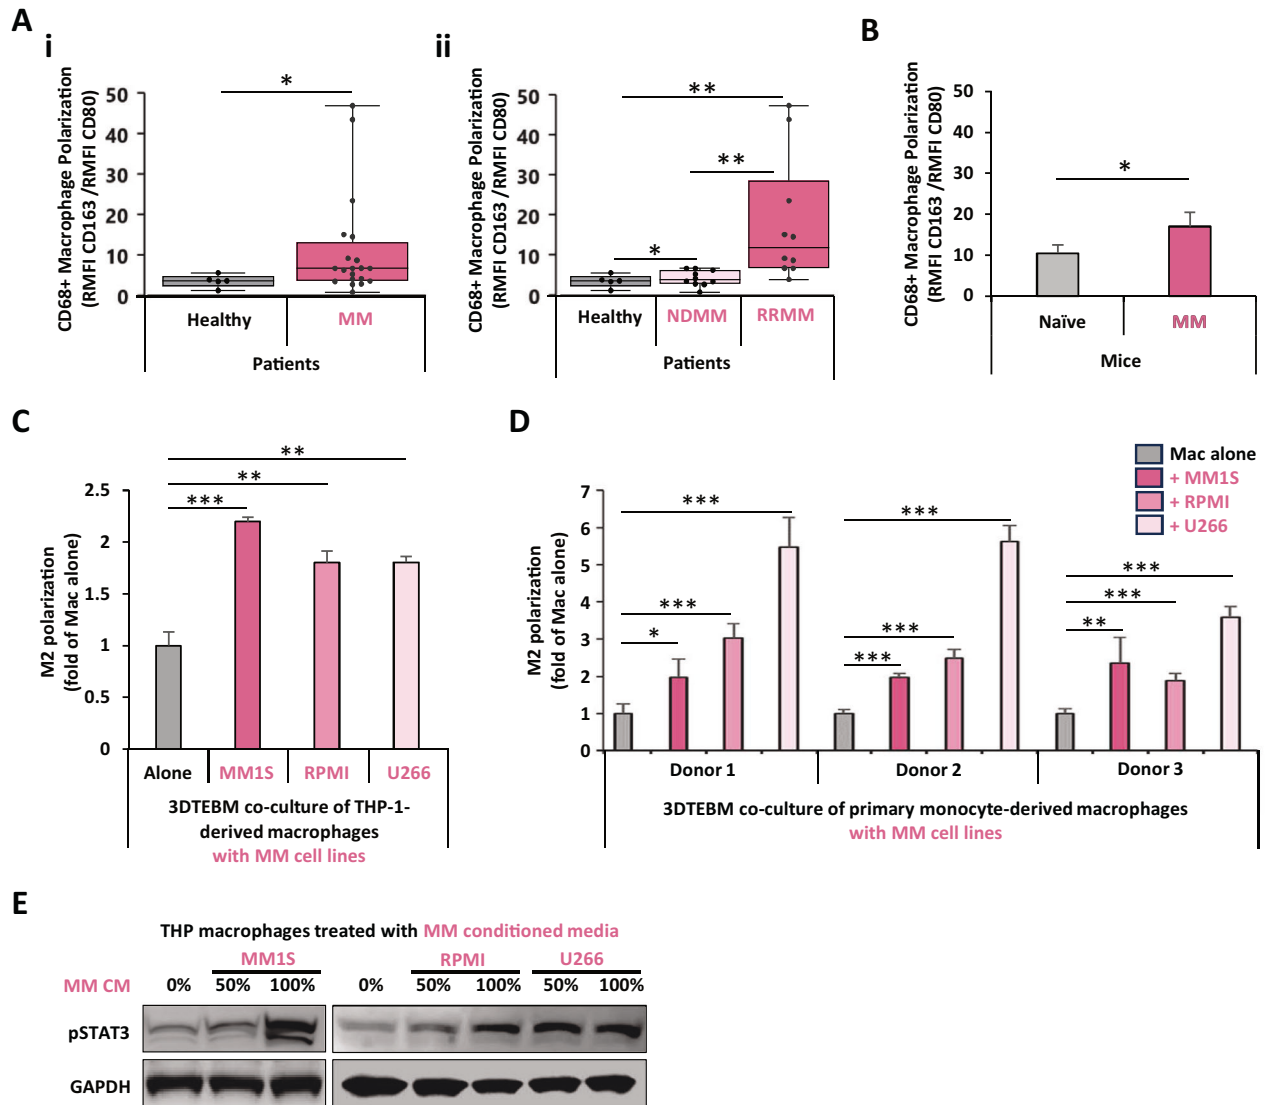 A
i
CD68+ Macrophage Polarization
(RMFI CD163 /RMFI CD80)
50
40
30
20
10
0
*
Healthy
MM
Patients
ii
CD68+ Macrophage Polarization
(RMFI CD163 /RMFI CD80)
50
40
30
20
10
0
**
**
*
Healthy
NDMM
RRMM
Patients
B
CD68+ Macrophage Polarization
(RMFI CD163 /RMFI CD80)
50
40
30
20
10
0
*
Naïve
MM
Mice
C
M2 polarization
(fold of Mac alone)
2.5
2
1.5
1
0.5
0
**
**
***
Alone
MM1S
RPMI
U266
3DTEBM co-culture of THP-1-
derived macrophages
with MM cell lines
D
Mac alone
+ MM1S
+ RPMI
+ U266
M2 polarization
(fold of Mac alone)
7
6
5
4
3
2
1
0
***
***
*
***
***
***
***
***
**
Donor 1
Donor 2
Donor 3
3DTEBM co-culture of primary monocyte-derived macrophages
with MM cell lines
E
THP macrophages treated with MM conditioned media
MM1S RPMI U266
MM CM 0% 50% 100% 0% 50% 100% 50% 100%
pSTAT3
GAPDH